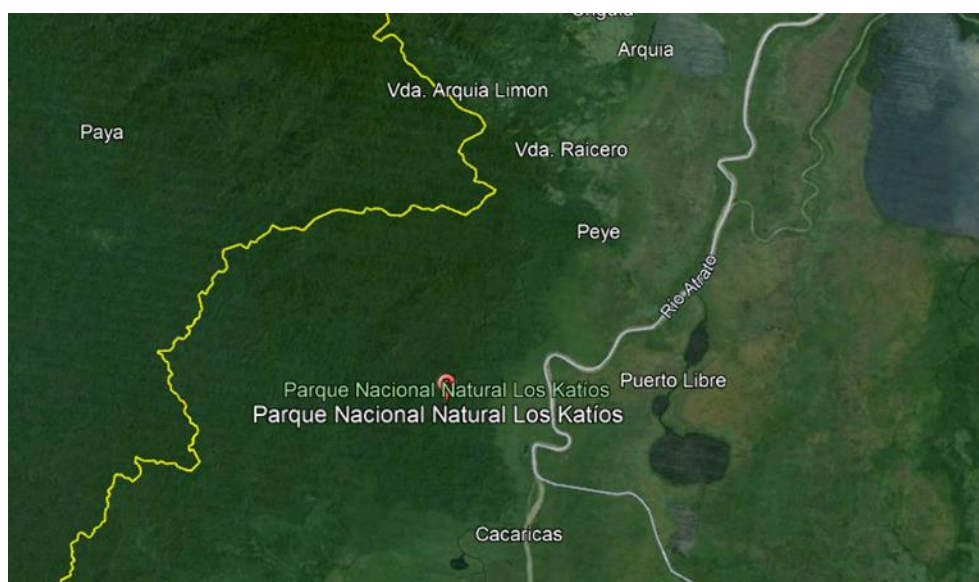 Arquia
Vda. Arquia Limon
Paya
Vda. Raicero
Peye
Rio Atrato
Puerto Libre
Parque Nacional Natural Los Katios
Parque Nacional Natural Los Katíos
Cacaricas